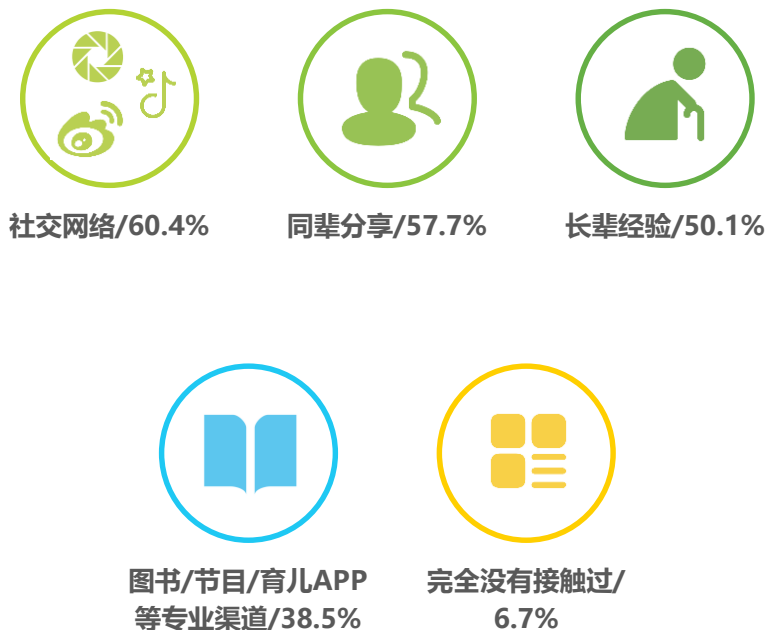 社交网络/60.4%
同辈分享/57.7%
长辈经验/50.1%
图书/节目/育儿APP
等专业渠道/38.5%
完全没有接触过/
6.7%